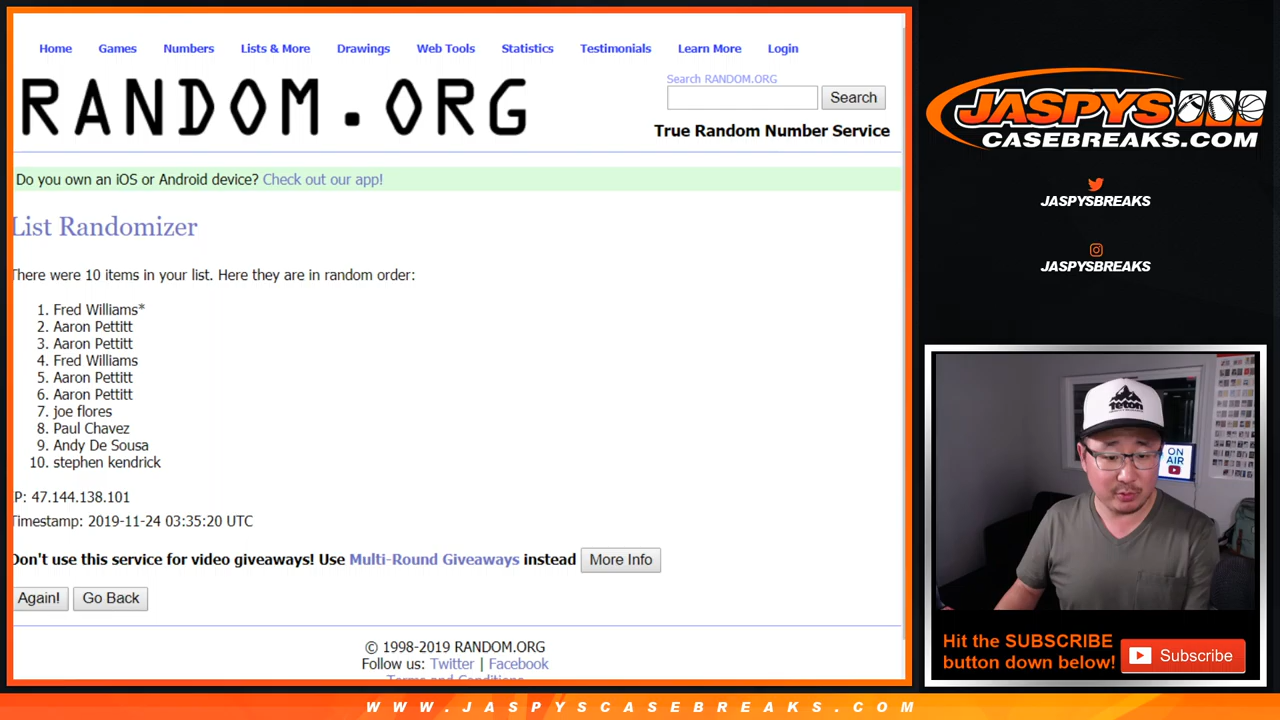 Home Games Numbers Lists & More Drawings Web Tools Statistics Testimonials Learn More Login
RANDOM.ORG
Search RANDOM.ORG
Search
True Random Number Service
Do you own an iOS or Android device? Check out our app!
List Randomizer
There were 10 items in your list. Here they are in random order:
1. Fred Williams*
2. Aaron Pettitt
3. Aaron Pettitt
4. Fred Williams
5. Aaron Pettitt
6. Aaron Pettitt
7. joe flores
8. Paul Chavez
9. Andy De Sousa
10. stephen kendrick
IP: 47.144.138.101
Timestamp: 2019-11-24 03:35:20 UTC
Don't use this service for video giveaways! Use Multi-Round Giveaways instead More Info
Again! Go Back
© 1998-2019 RANDOM.ORG
Follow us: Twitter | Facebook
Terms and Conditions
JASPYS
CASEBREAKS.COM
JASPYSBREAKS
JASPYSBREAKS
Teton
ON
AIR
Hit the SUBSCRIBE
button down below!
Subscribe
WWW.JASPYSCASEBREAKS.COM